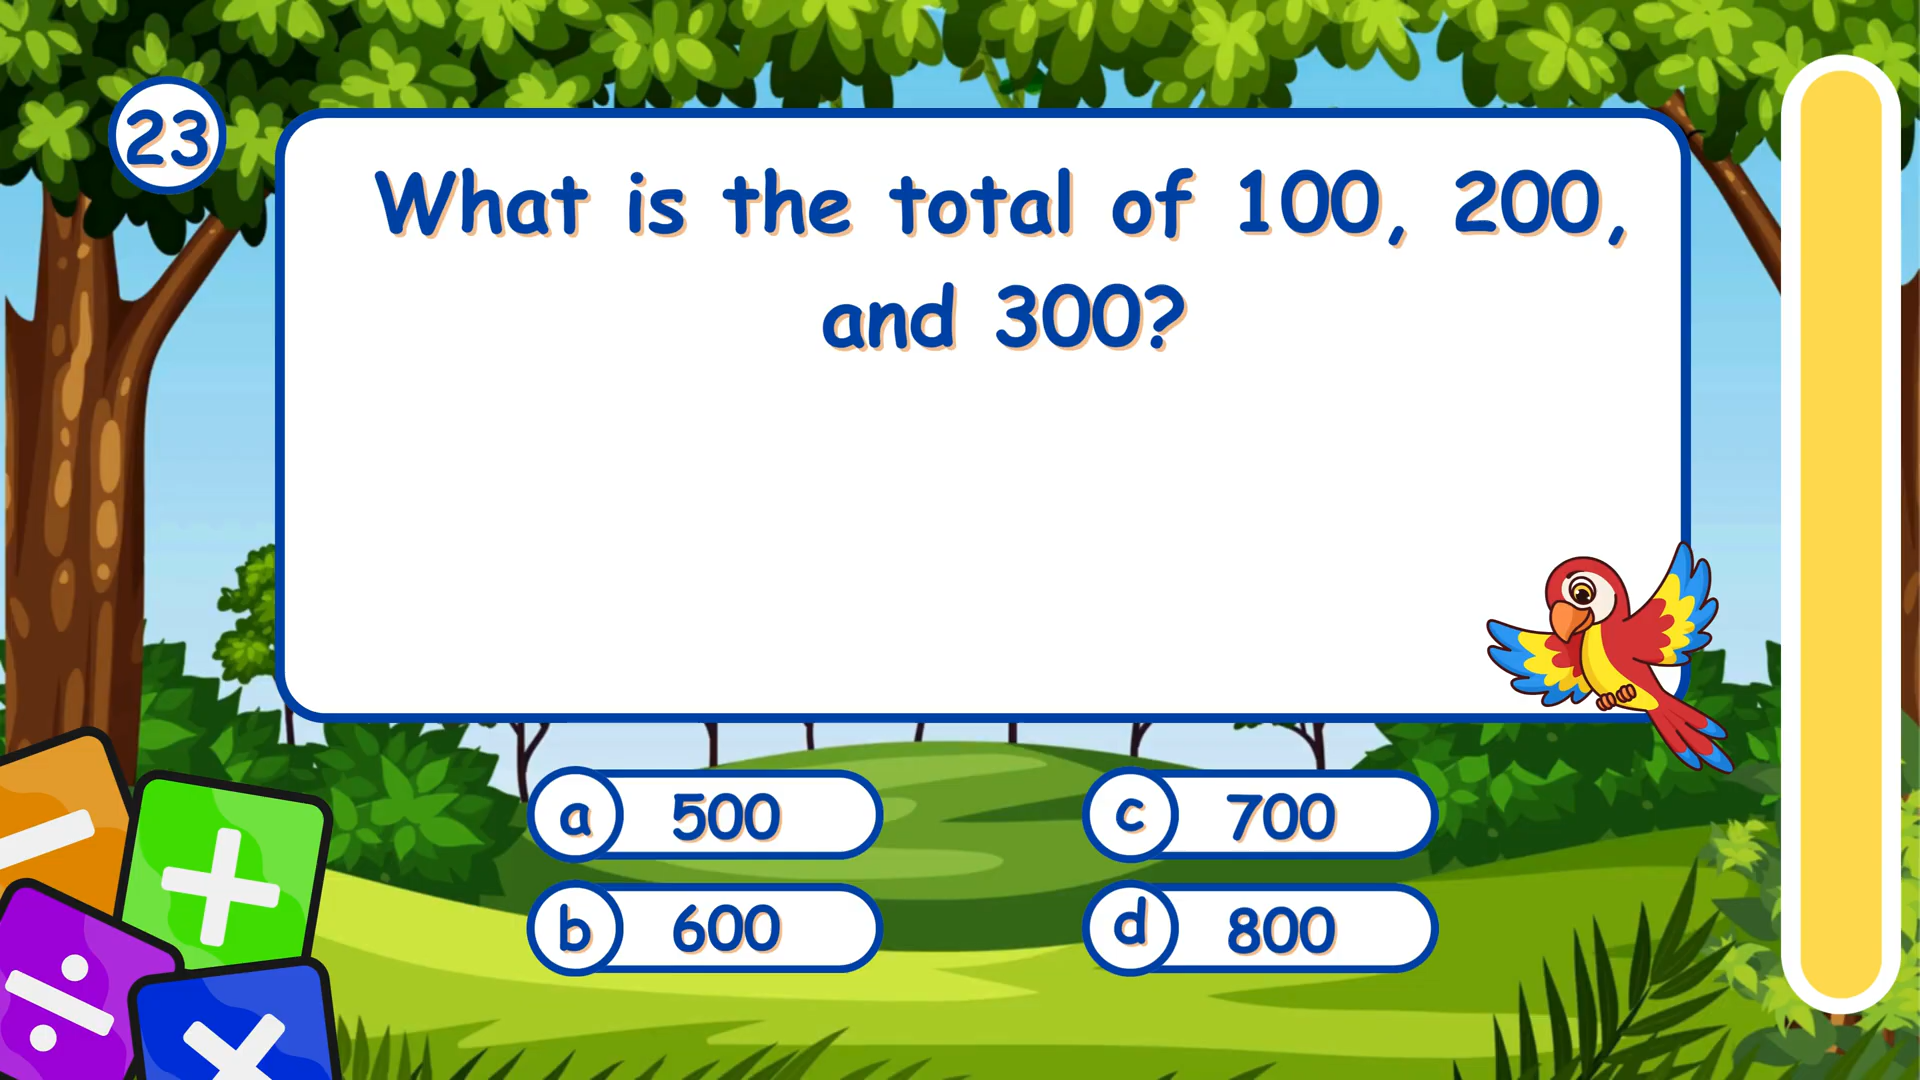 23
What is the total of 100, 200,
and 300?
a 500
b 600
c 700
d 800